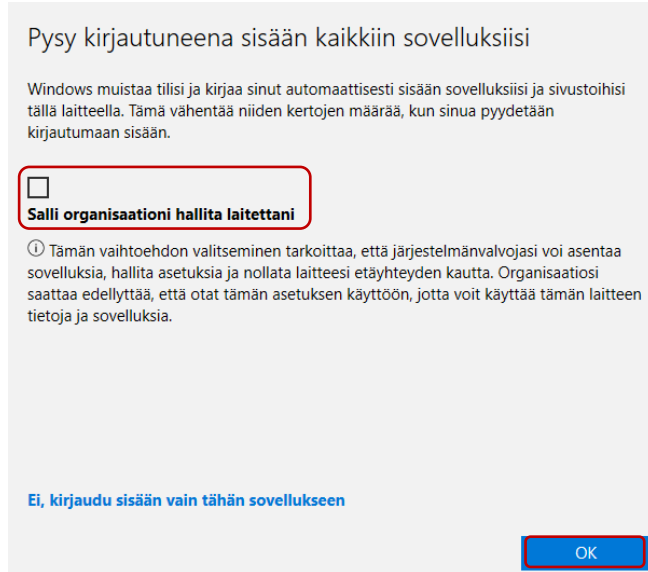 Pysy kirjautuneena sisään kaikkiin sovelluksiisi
Windows muistaa tilisi ja kirjaa sinut automaattisesti sisään sovelluksiisi ja sivustoihisi
tällä laitteella. Tämä vähentää niiden kertojen määrää, kun sinua pyydetään
kirjautumaan sisään.
Salli organisaationi hallita laitettani
Tämän vaihtoehdon valitseminen tarkoittaa, että järjestelmänvalvojasi voi asentaa
sovelluksia, hallita asetuksia ja nollata laitteesi etäyhteyden kautta. Organisaatiosi
saattaa edellyttää, että otat tämän asetuksen käyttöön, jotta voit käyttää tämän laitteen
tietoja ja sovelluksia.
Ei, kirjaudu sisään vain tähän sovellukseen
OK